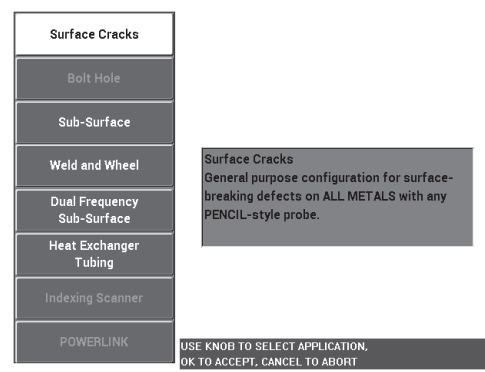 Surface Cracks
Bolt Hole
Sub-Surface
Weld and Wheel
Dual Frequency
Sub-Surface
Heat Exchanger
Tubing
Indexing Scanner
POWERLINK
Surface Cracks
General purpose configuration for surface-
breaking defects on ALL METALS with any
PENCIL-style probe.
USE KNOB TO SELECT APPLICATION,
OK TO ACCEPT, CANCEL TO ABORT